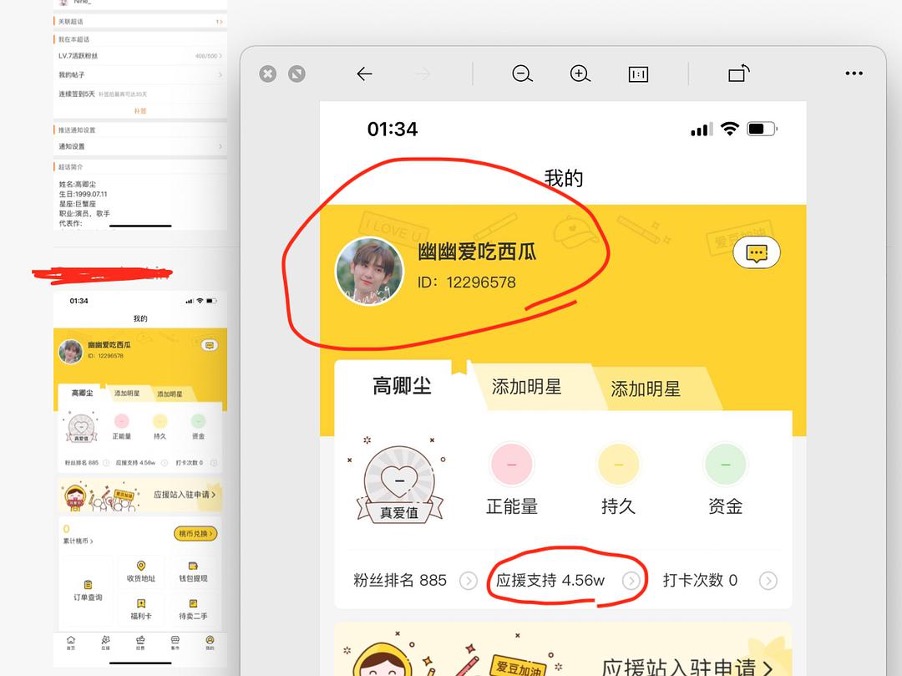 关联超话
我在本超话
LV.7活跃粉丝
我的帖子
连续签到5天
补签
推送通知设置
通知设置
超话简介
姓名:高卿尘
生日:1999.07.11
星座:巨蟹座
职业:演员，歌手
代表作:
01:34
我的
幽幽爱吃西瓜
ID：12296578
高卿尘
添加明星
添加明星
真爱值
正能量
持久
资金
粉丝排名 885
应援支持 4.56w
打卡次数 0
爱豆加油
应援站入驻申请
0
累计桃币
桃币兑换
订单查询
收货地址
钱包提现
福利卡
待卖二手
01:34
我的
I LOVE U
爱豆加油
幽幽爱吃西瓜
ID：12296578
高卿尘
添加明星
添加明星
真爱值
正能量
持久
资金
粉丝排名 885
应援支持 4.56w
打卡次数 0
爱豆加油
应援站入驻申请